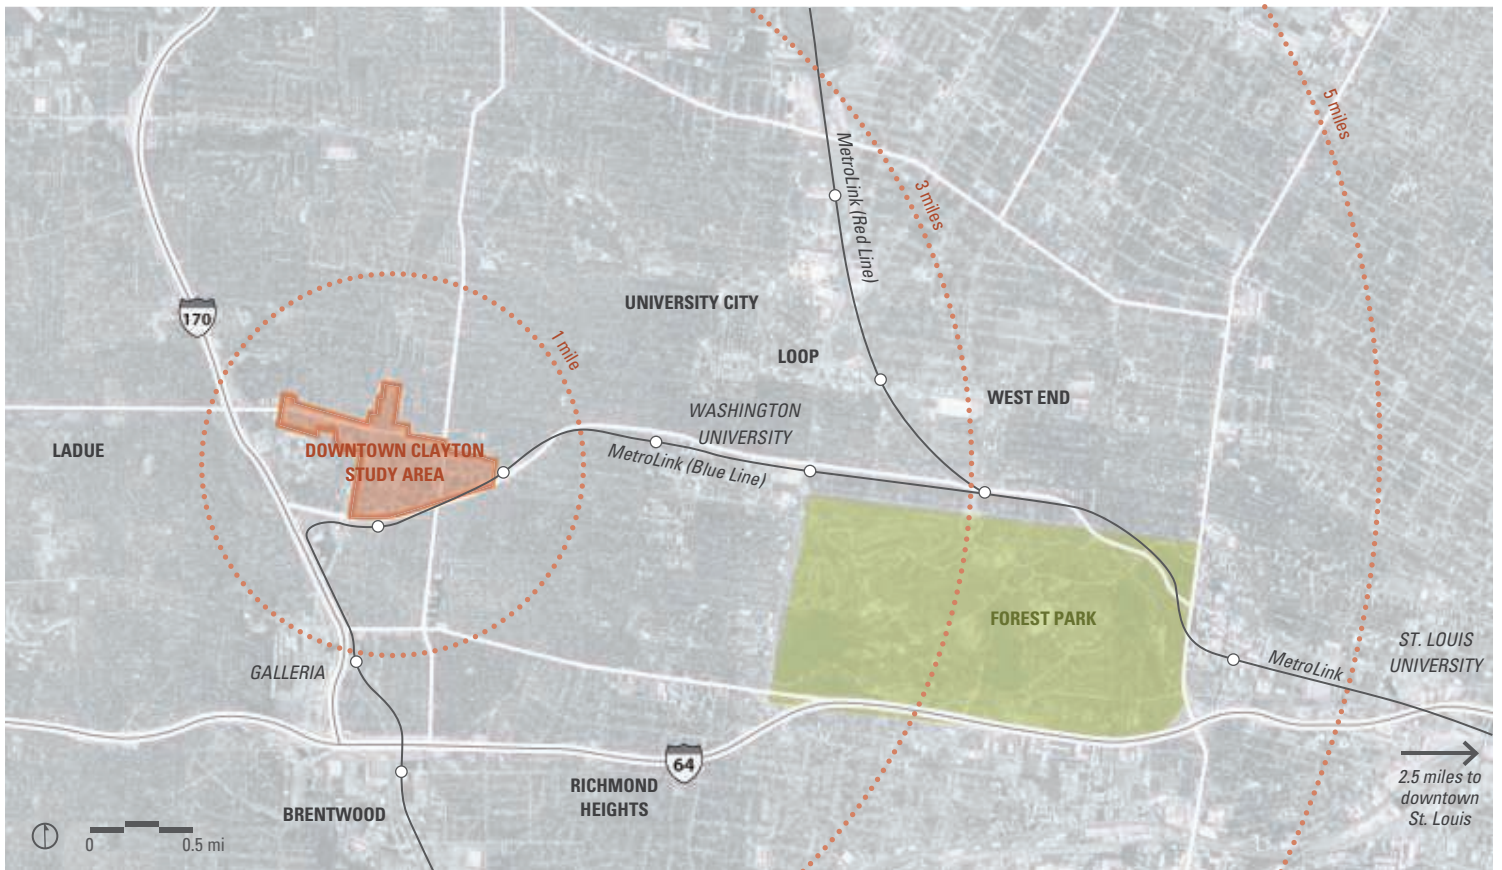 5 miles
MetroLink (Red Line)
3 miles
UNIVERSITY CITY
170
1 mile
LOOP
WEST END
WASHINGTON
UNIVERSITY
LADUE
DOWNTOWN CLAYTON
STUDY AREA
MetroLink (Blue Line)
FOREST PARK
ST. LOUIS
UNIVERSITY
MetroLink
GALLERIA
64
RICHMOND
HEIGHTS
BRENTWOOD
2.5 miles to
downtown
St. Louis
0 0.5 mi